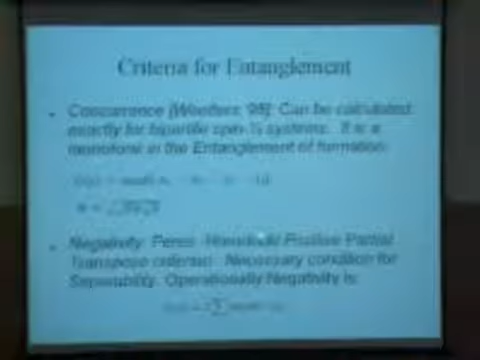 Criteria for Entanglement
Concurrence [Wootters '98]: Can be calculated
exactly for bipartite spin-½ systems. It is a
monotone in the Entanglement of formation.
Negativity: Peres-Horodecki Positive Partial
Transpose criterion. Necessary condition for
Separability. Operationally Negativity is: